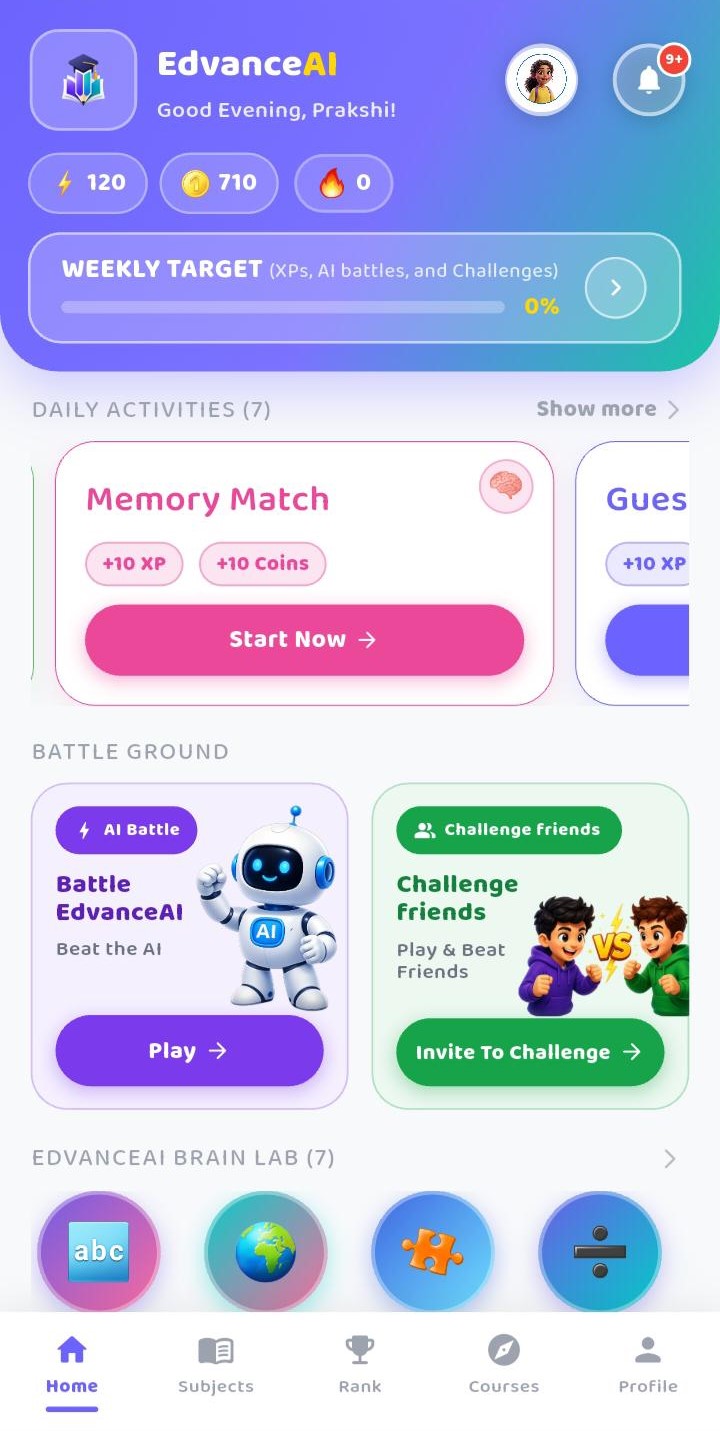 EdvanceAI
Good Evening, Prakshi!
9+
120
710
0
WEEKLY TARGET (XPs, AI battles, and Challenges)
0%
DAILY ACTIVITIES (7)
Show more
Memory Match
+10 XP
+10 Coins
Start Now →
Gues
+10 XP
BATTLE GROUND
AI Battle
Battle
EdvanceAI
Beat the AI
AI
Play →
Challenge friends
Challenge
friends
Play & Beat
Friends
VS
Invite To Challenge →
EDVANCEAI BRAIN LAB (7)
abc
Home
Subjects
Rank
Courses
Profile